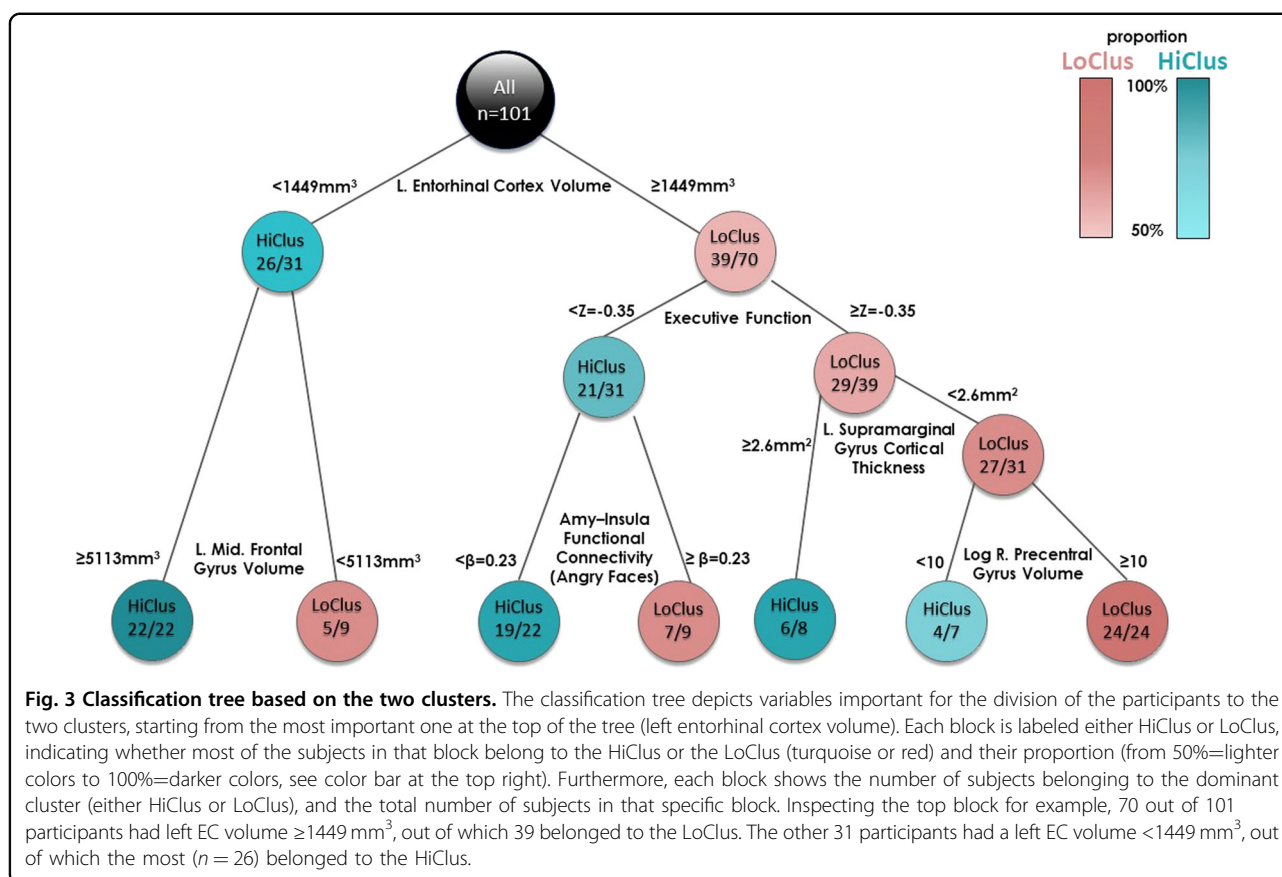 proportion
LoClus HiClus
100%
50%
All
n=101
<1449mm³
L. Entorhinal Cortex Volume
≥1449mm³
HiClus
26/31
LoClus
39/70
<Z=-0.35
Executive Function
≥Z=-0.35
HiClus
21/31
LoClus
29/39
≥2.6mm²
L. Supramarginal
Gyrus Cortical
Thickness
<2.6mm²
LoClus
27/31
≥5113mm³
L. Mid. Frontal
Gyrus Volume
<5113mm³
<β=0.23
Amy–Insula
Functional
Connectivity
(Angry Faces)
≥ β=0.23
<10
Log R. Precentral
Gyrus Volume
≥10
HiClus
22/22
LoClus
5/9
HiClus
19/22
LoClus
7/9
HiClus
6/8
HiClus
4/7
LoClus
24/24
Fig. 3 Classification tree based on the two clusters. The classification tree depicts variables important for the division of the participants to the
two clusters, starting from the most important one at the top of the tree (left entorhinal cortex volume). Each block is labeled either HiClus or LoClus,
indicating whether most of the subjects in that block belong to the HiClus or the LoClus (turquoise or red) and their proportion (from 50%=lighter
colors to 100%=darker colors, see color bar at the top right). Furthermore, each block shows the number of subjects belonging to the dominant
cluster (either HiClus or LoClus), and the total number of subjects in that specific block. Inspecting the top block for example, 70 out of 101
participants had left EC volume ≥1449 mm³, out of which 39 belonged to the LoClus. The other 31 participants had a left EC volume <1449 mm³, out
of which the most (n = 26) belonged to the HiClus.